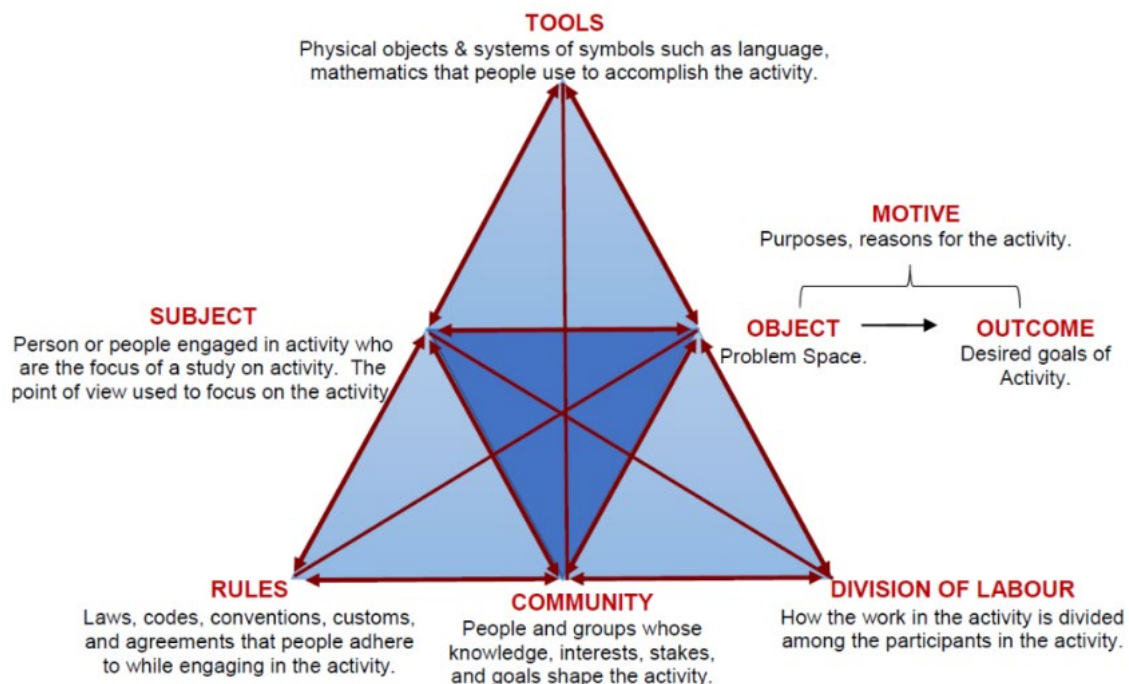 TOOLS
Physical objects & systems of symbols such as language,
mathematics that people use to accomplish the activity.
MOTIVE
Purposes, reasons for the activity.
SUBJECT
Person or people engaged in activity who
are the focus of a study on activity. The
point of view used to focus on the activity
OBJECT
Problem Space.
OUTCOME
Desired goals of
Activity.
RULES
Laws, codes, conventions, customs,
and agreements that people adhere
to while engaging in the activity.
COMMUNITY
People and groups whose
knowledge, interests, stakes,
and goals shape the activity.
DIVISION OF LABOUR
How the work in the activity is divided
among the participants in the activity.